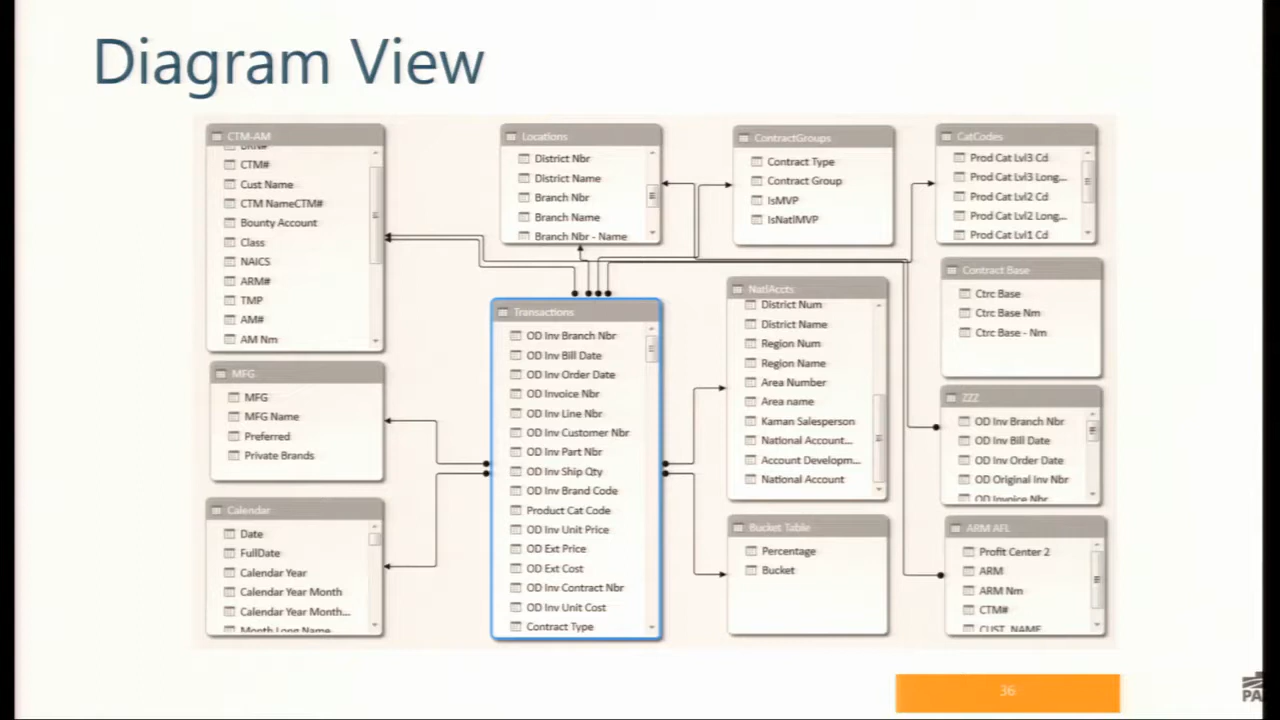 Diagram View
CTM-AM
BRN#
CTM#
Cust Name
CTM NameCTM#
Bounty Account
Class
NAICS
ARM#
TMP
AM#
AM Nm
Locations
District Nbr
District Name
Branch Nbr
Branch Name
Branch Nbr - Name
ContractGroups
Contract Type
Contract Group
IsMVP
IsNatlMVP
CatCodes
Prod Cat Lvl3 Cd
Prod Cat Lvl3 Long...
Prod Cat Lvl2 Cd
Prod Cat Lvl2 Long...
Prod Cat Lvl1 Cd
MFG
MFG
MFG Name
Preferred
Private Brands
Calendar
Date
FullDate
Calendar Year
Calendar Year Month
Calendar Year Month...
Month Long Name
Transactions
OD Inv Branch Nbr
OD Inv Bill Date
OD Inv Order Date
OD Invoice Nbr
OD Inv Line Nbr
OD Inv Customer Nbr
OD Inv Part Nbr
OD Inv Ship Qty
OD Inv Brand Code
Product Cat Code
OD Inv Unit Price
OD Ext Price
OD Ext Cost
OD Inv Contract Nbr
OD Inv Unit Cost
Contract Type
NatlAccts
District Num
District Name
Region Num
Region Name
Area Number
Area name
Kaman Salesperson
National Account...
Account Developm...
National Account
Bucket Table
Percentage
Bucket
Contract Base
Ctrc Base
Ctrc Base Nm
Ctrc Base - Nm
ZZZ
OD Inv Branch Nbr
OD Inv Bill Date
OD Inv Order Date
OD Original Inv Nbr
OD Invoice Nbr
ARM AFL
Profit Center 2
ARM
ARM Nm
CTM#
CUST_NAME
36
PA